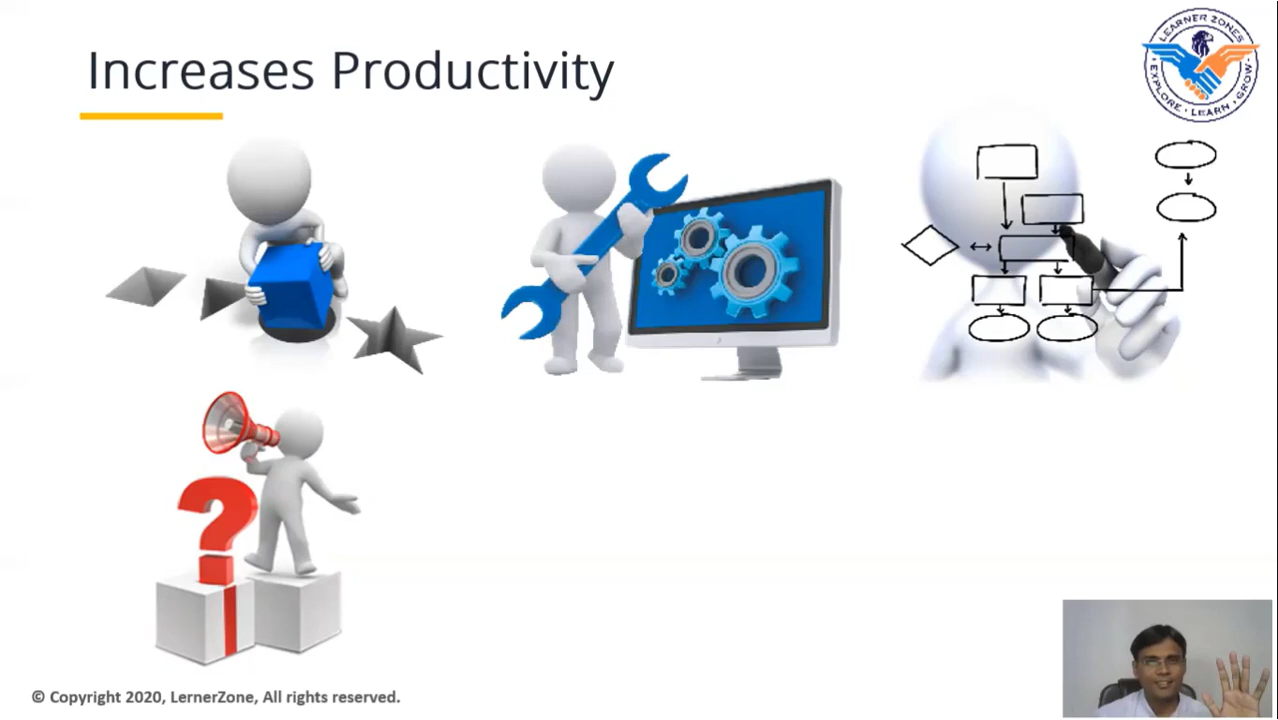 Increases Productivity
LEARNER ZONES
EXPLORE · LEARN · GROW
© Copyright 2020, LernerZone, All rights reserved.